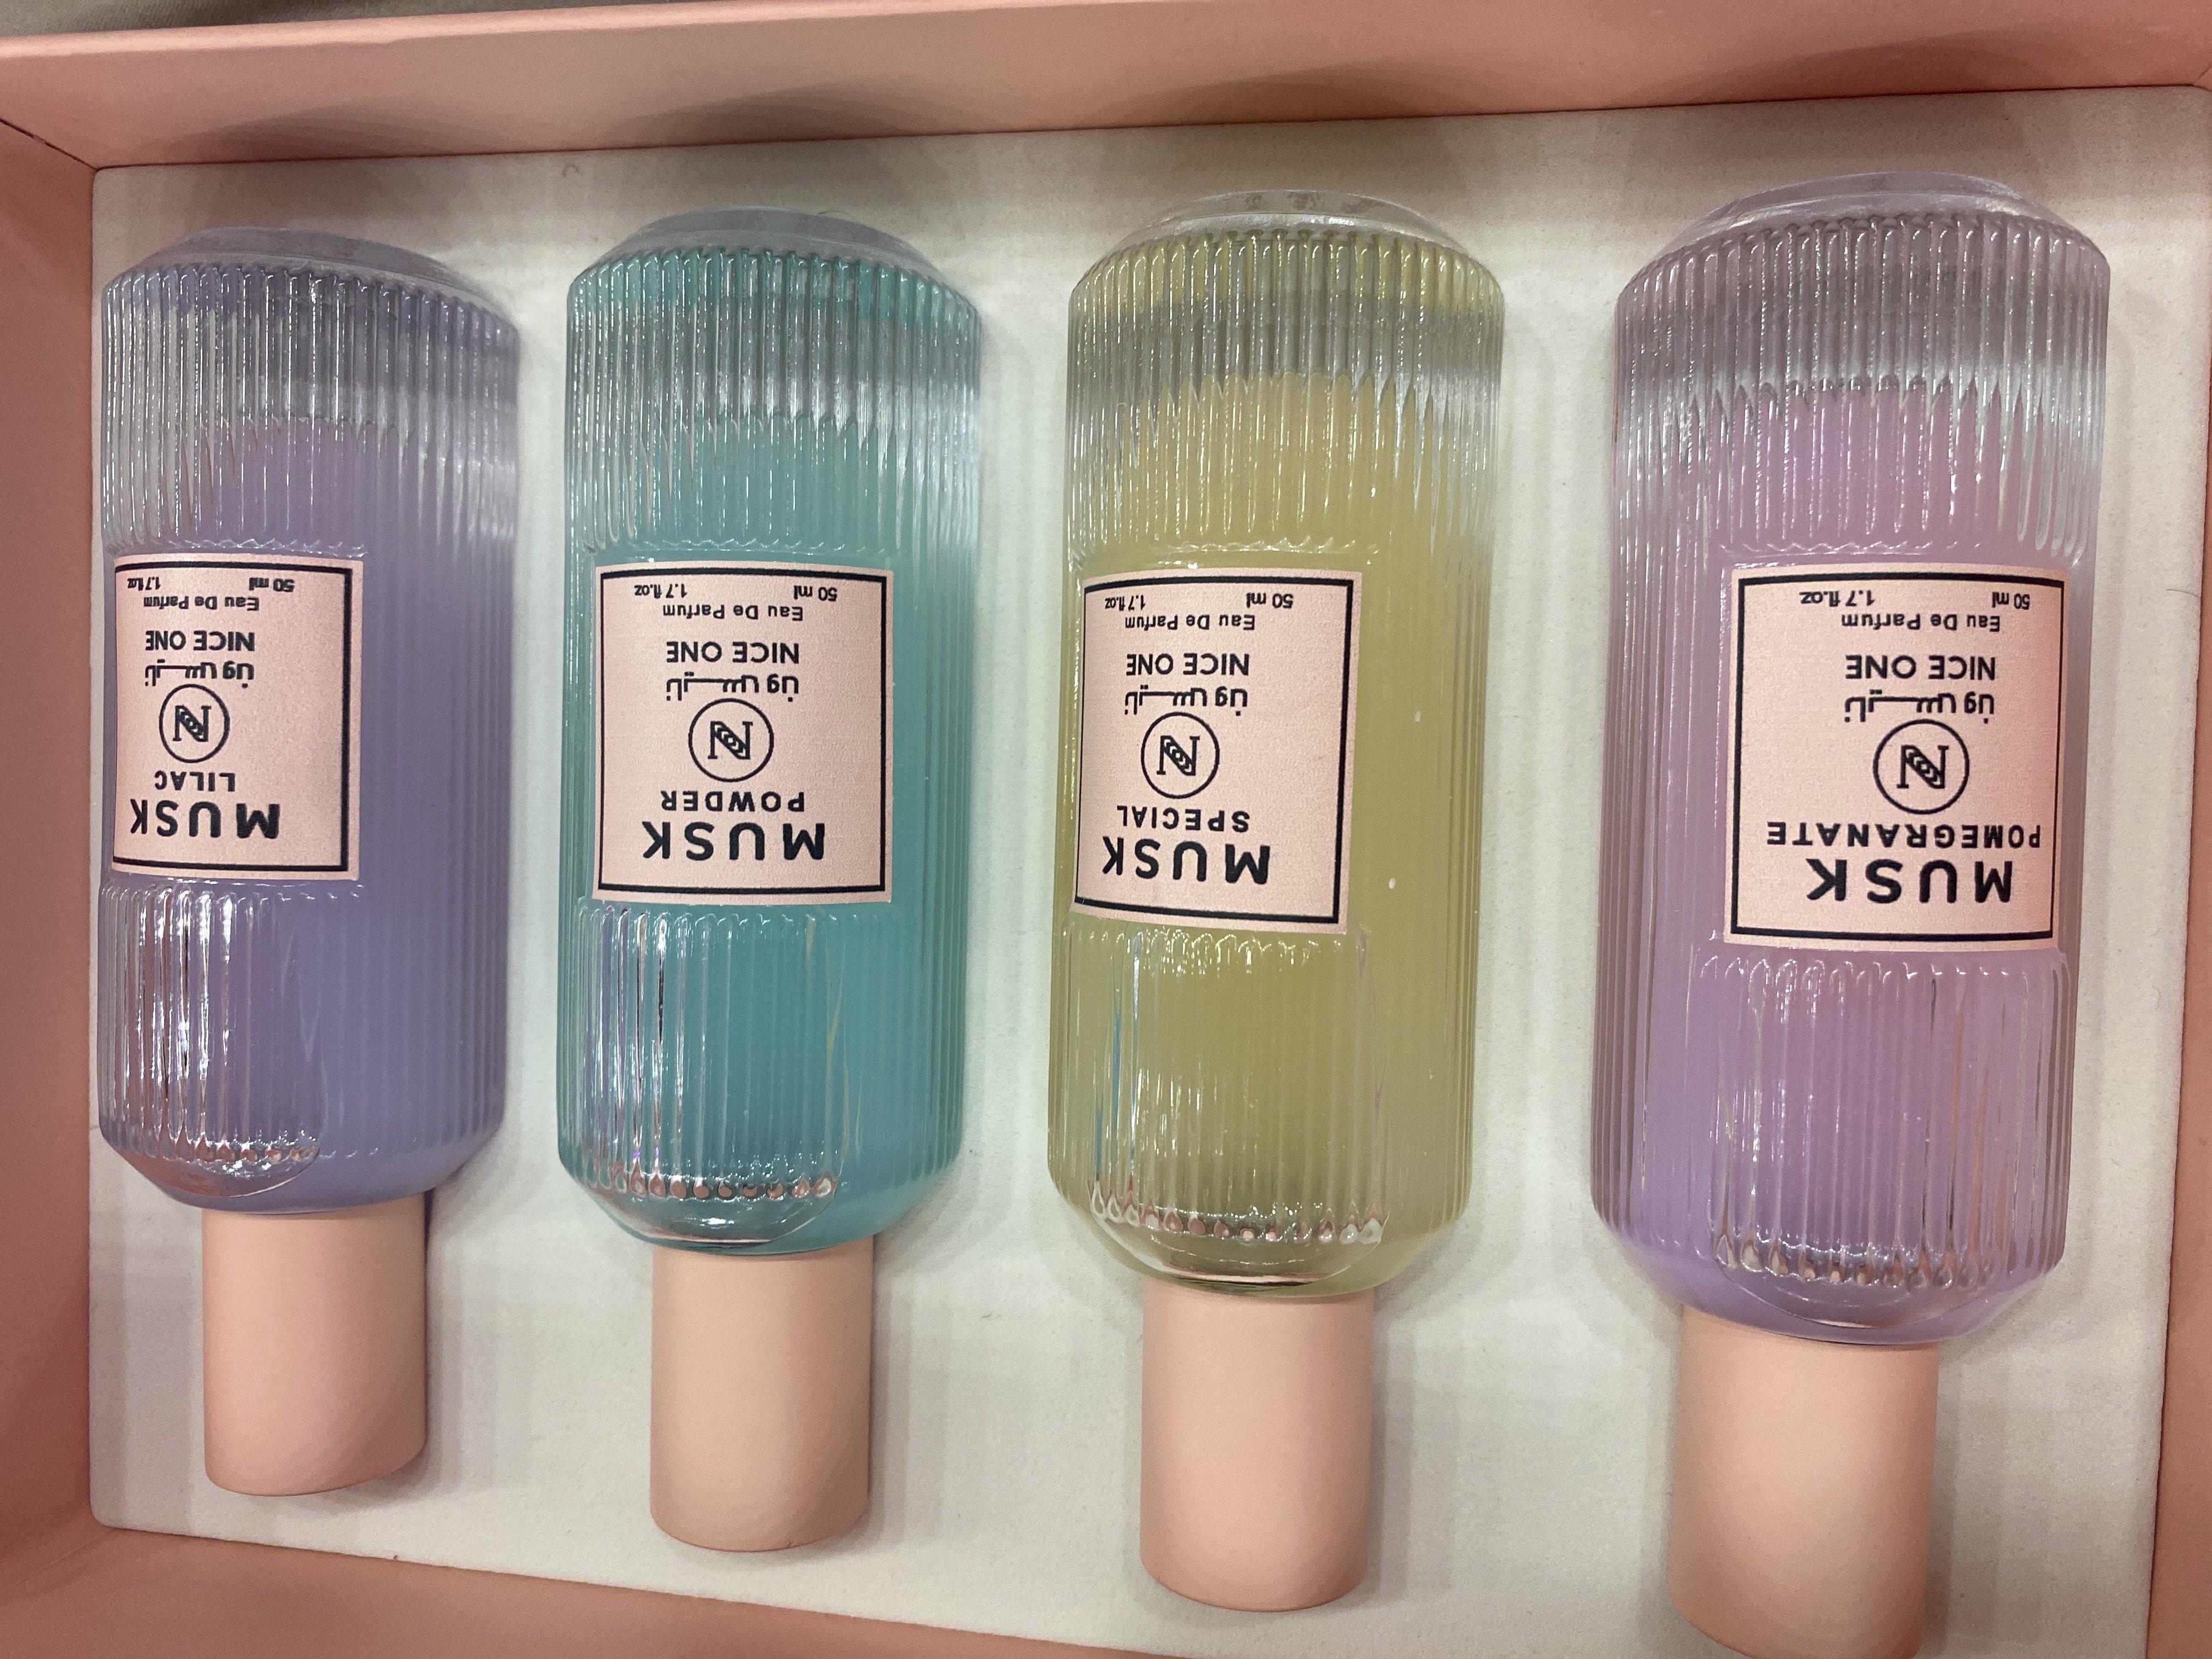 MUSK
LILAC
N
نايس ون
NICE ONE
Eau De Parfum
50 ml 1.7 fl.oz
MUSK
POWDER
N
نايس ون
NICE ONE
Eau De Parfum
50 ml 1.7 fl.oz
MUSK
SPECIAL
N
نايس ون
NICE ONE
Eau De Parfum
50 ml 1.7 fl.oz
MUSK
POMEGRANATE
N
نايس ون
NICE ONE
Eau De Parfum
50 ml 1.7 fl.oz